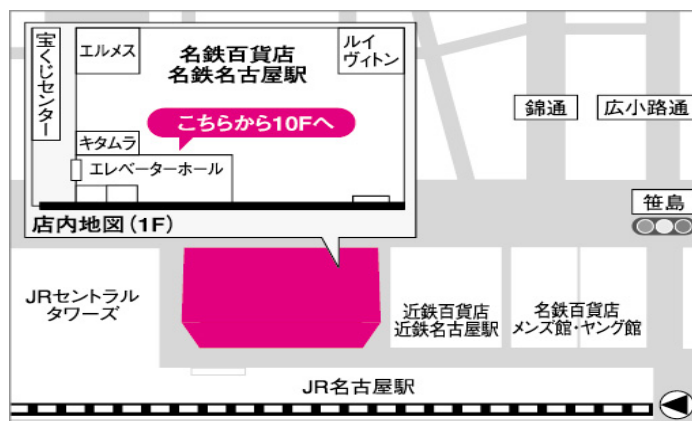 宝くじセンター
エルメス
名鉄百貨店
名鉄名古屋駅
ルイ
ヴィトン
こちらから10Fへ
キタムラ
エレベーターホール
店内地図(1F)
錦通
広小路通
笹島
JRセントラル
タワーズ
近鉄百貨店
近鉄名古屋駅
名鉄百貨店
メンズ館・ヤング館
JR名古屋駅